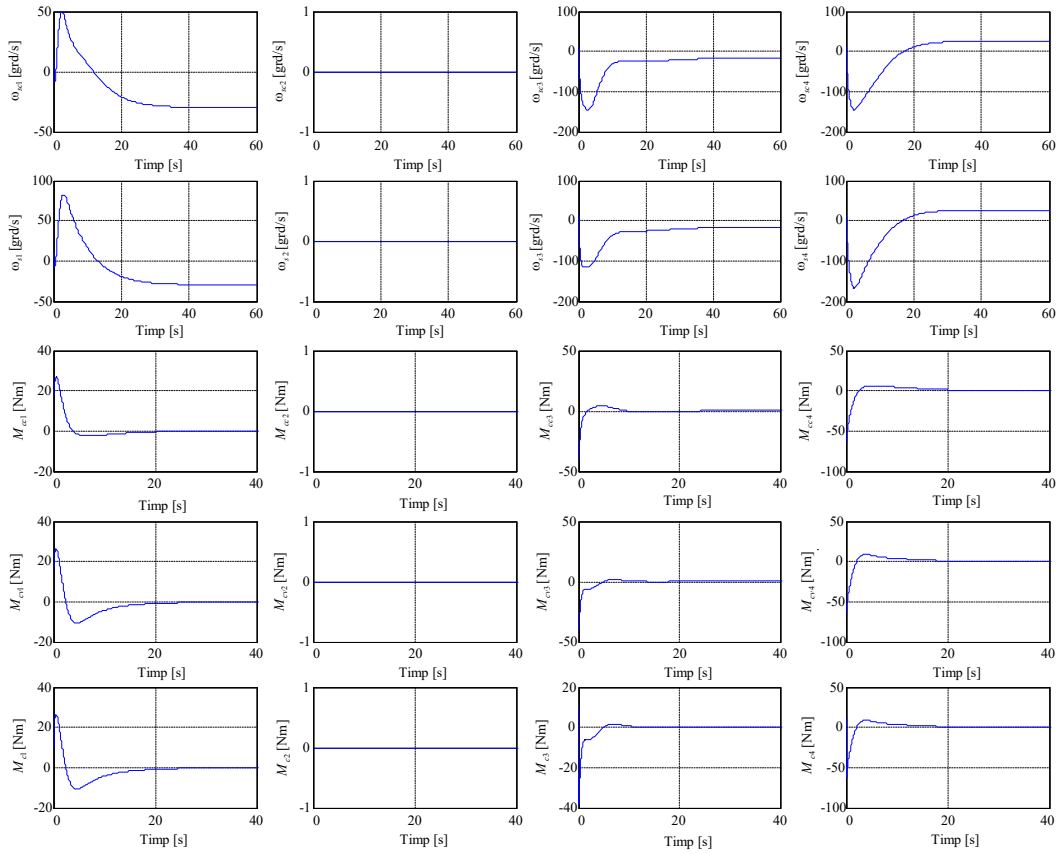 50
0
-50
ω_sc1 [grd/s]
0 20 40 60
Timp [s]
1
0
-1
ω_sc2 [grd/s]
0 20 40 60
Timp [s]
100
0
-100
-200
ω_sc3 [grd/s]
0 20 40 60
Timp [s]
100
0
-100
-200
ω_sc4 [grd/s]
0 20 40 60
Timp [s]
100
50
0
-50
ω_s1 [grd/s]
0 20 40 60
Timp [s]
1
0
-1
ω_s2 [grd/s]
0 20 40 60
Timp [s]
100
0
-100
-200
ω_s3 [grd/s]
0 20 40 60
Timp [s]
100
0
-100
-200
ω_s4 [grd/s]
0 20 40 60
Timp [s]
40
20
0
-20
M_cc1 [Nm]
0 20 40
Timp [s]
1
0
-1
M_cc2 [Nm]
0 20 40
Timp [s]
50
0
-50
M_cc3 [Nm]
0 20 40
Timp [s]
50
0
-50
-100
M_cc4 [Nm]
0 20 40
Timp [s]
40
20
0
-20
M_cv1 [Nm]
0 20 40
Timp [s]
1
0
-1
M_cv2 [Nm]
0 20 40
Timp [s]
50
0
-50
M_cv3 [Nm]
0 20 40
Timp [s]
50
0
-50
-100
M_cv4 [Nm]
0 20 40
Timp [s]
40
20
0
-20
M_c1 [Nm]
0 20 40
Timp [s]
1
0
-1
M_c2 [Nm]
0 20 40
Timp [s]
20
0
-20
-40
M_c3 [Nm]
0 20 40
Timp [s]
50
0
-50
-100
M_c4 [Nm]
0 20 40
Timp [s]